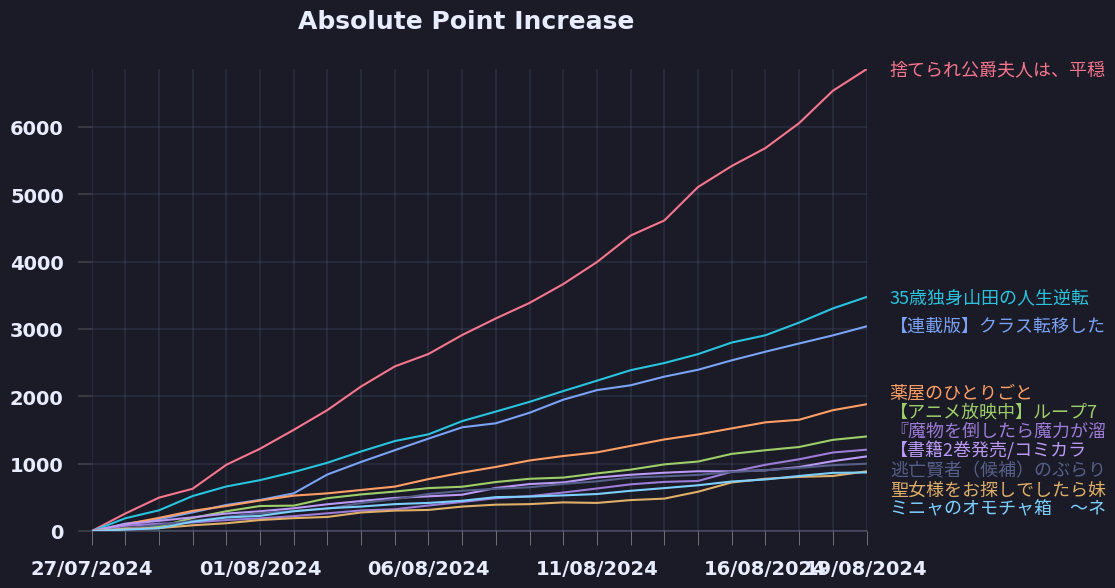 Absolute Point Increase
捨てられ公爵夫人は、平穏
6000
5000
4000
35歳独身山田の人生逆転
3000
【連載版】クラス転移した
2000
薬屋のひとりごと
【アニメ放映中】ループ7
『魔物を倒したら魔力が溜
1000
【書籍2巻発売/コミカラ
逃亡賢者（候補）のぶらり
聖女様をお探しでしたら妹
ミニャのオモチャ箱　～ネ
0
27/07/2024
01/08/2024
06/08/2024
11/08/2024
16/08/2024
19/08/2024